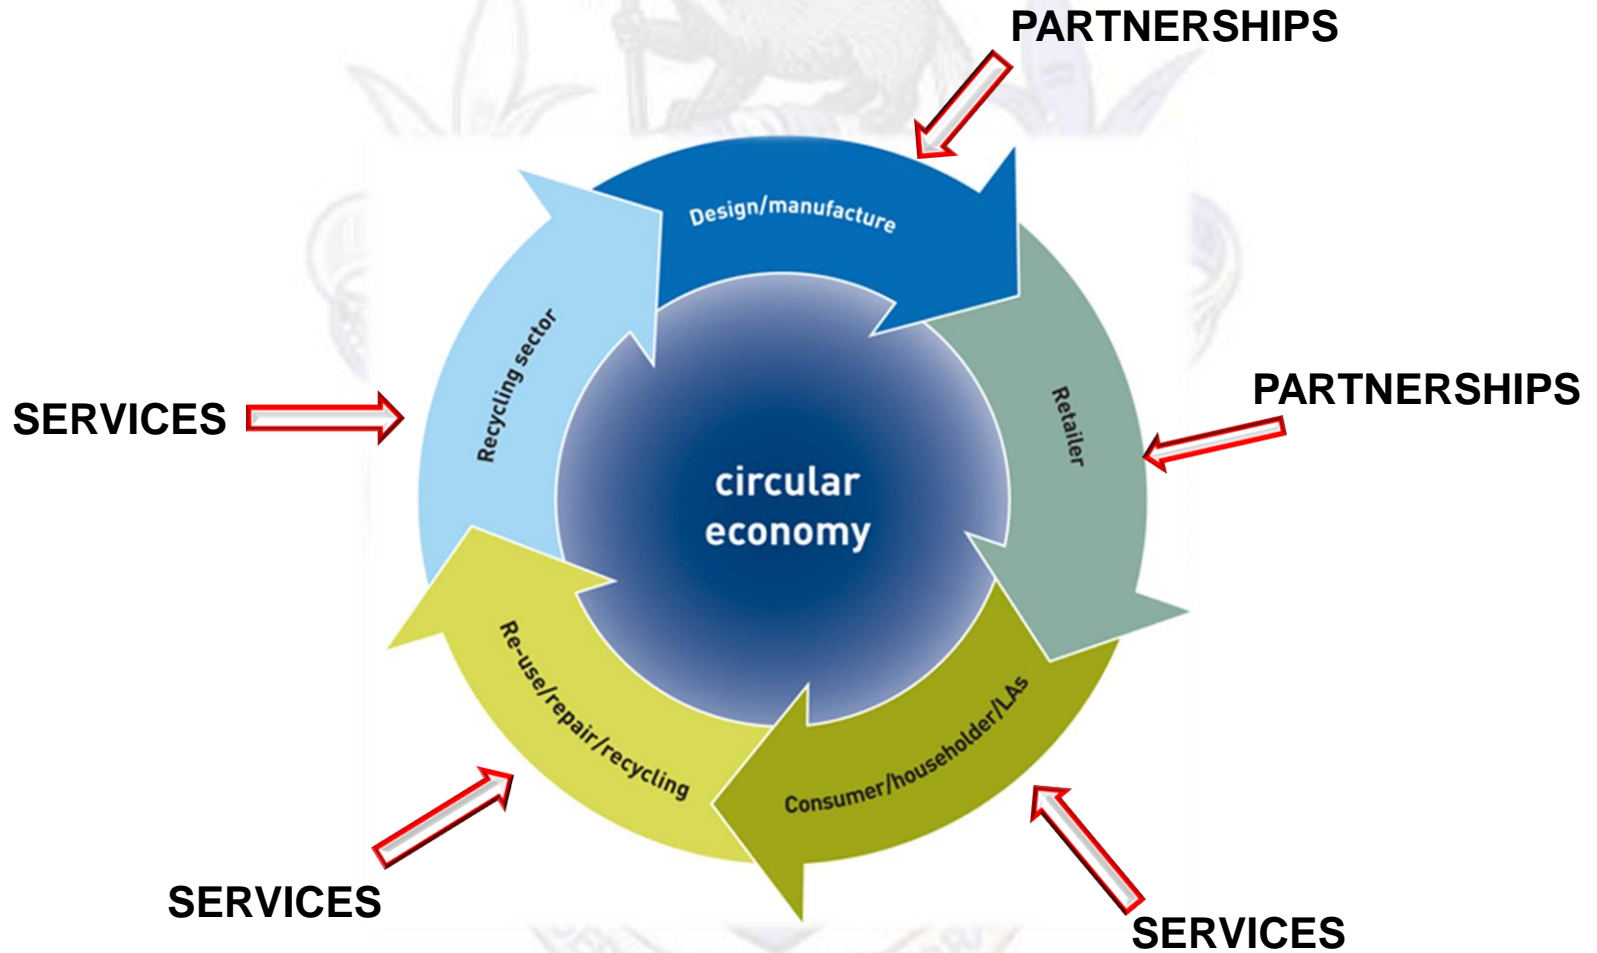 PARTNERSHIPS
Design/manufacture
Recycling sector
Retailer
PARTNERSHIPS
SERVICES
circular
economy
Re-use/repair/recycling
Consumer/householder/LAs
SERVICES
SERVICES